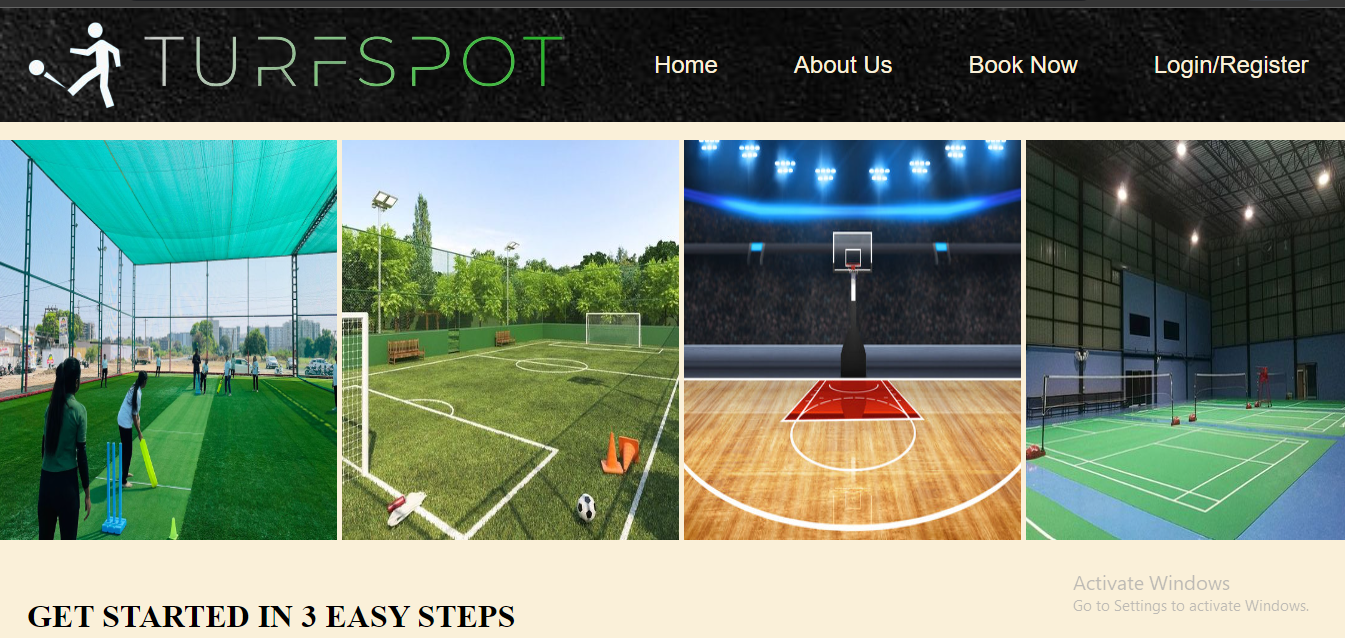 TURFSPOT
Home
About Us
Book Now
Login/Register
GET STARTED IN 3 EASY STEPS
Activate Windows
Go to Settings to activate Windows.